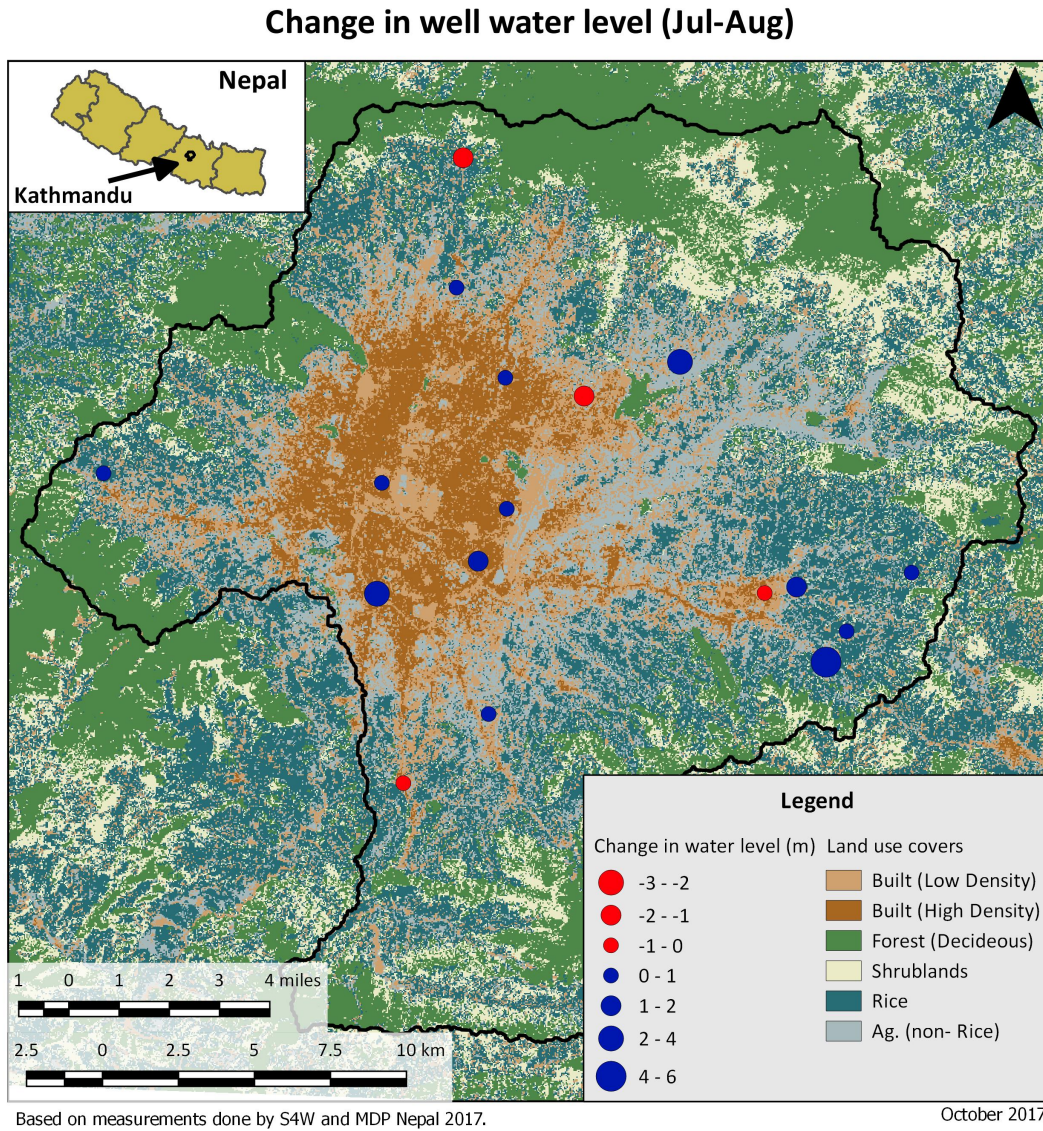 Change in well water level (Jul-Aug)
Nepal
Kathmandu
Legend
Change in water level (m)
-3 - -2
-2 - -1
-1 - 0
0 - 1
1 - 2
2 - 4
4 - 6
Land use covers
Built (Low Density)
Built (High Density)
Forest (Decideous)
Shrublands
Rice
Ag. (non- Rice)
1 0 1 2 3 4 miles
2.5 0 2.5 5 7.5 10 km
Based on measurements done by S4W and MDP Nepal 2017.
October 2017